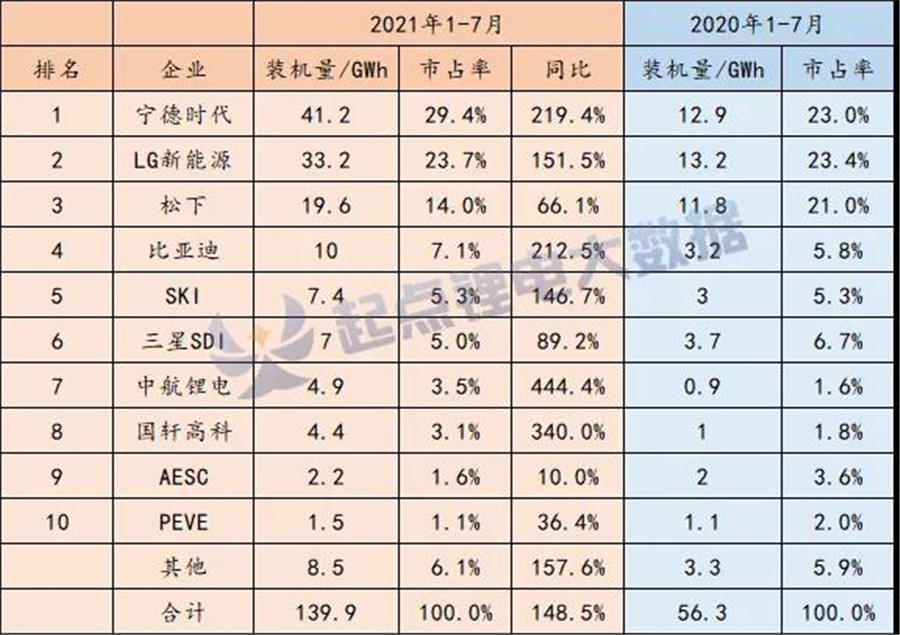 2021年1-7月 2020年1-7月
排名 企业 装机量/GWh 市占率 同比 装机量/GWh 市占率
1 宁德时代 41.2 29.4% 219.4% 12.9 23.0%
2 LG新能源 33.2 23.7% 151.5% 13.2 23.4%
3 松下 19.6 14.0% 66.1% 11.8 21.0%
4 比亚迪 10 7.1% 212.5% 3.2 5.8%
5 SKI 7.4 5.3% 146.7% 3 5.3%
6 三星SDI 7 5.0% 89.2% 3.7 6.7%
7 中航锂电 4.9 3.5% 444.4% 0.9 1.6%
8 国轩高科 4.4 3.1% 340.0% 1 1.8%
9 AESC 2.2 1.6% 10.0% 2 3.6%
10 PEVE 1.5 1.1% 36.4% 1.1 2.0%
其他 8.5 6.1% 157.6% 3.3 5.9%
合计 139.9 100.0% 148.5% 56.3 100.0%
起点锂电大数据